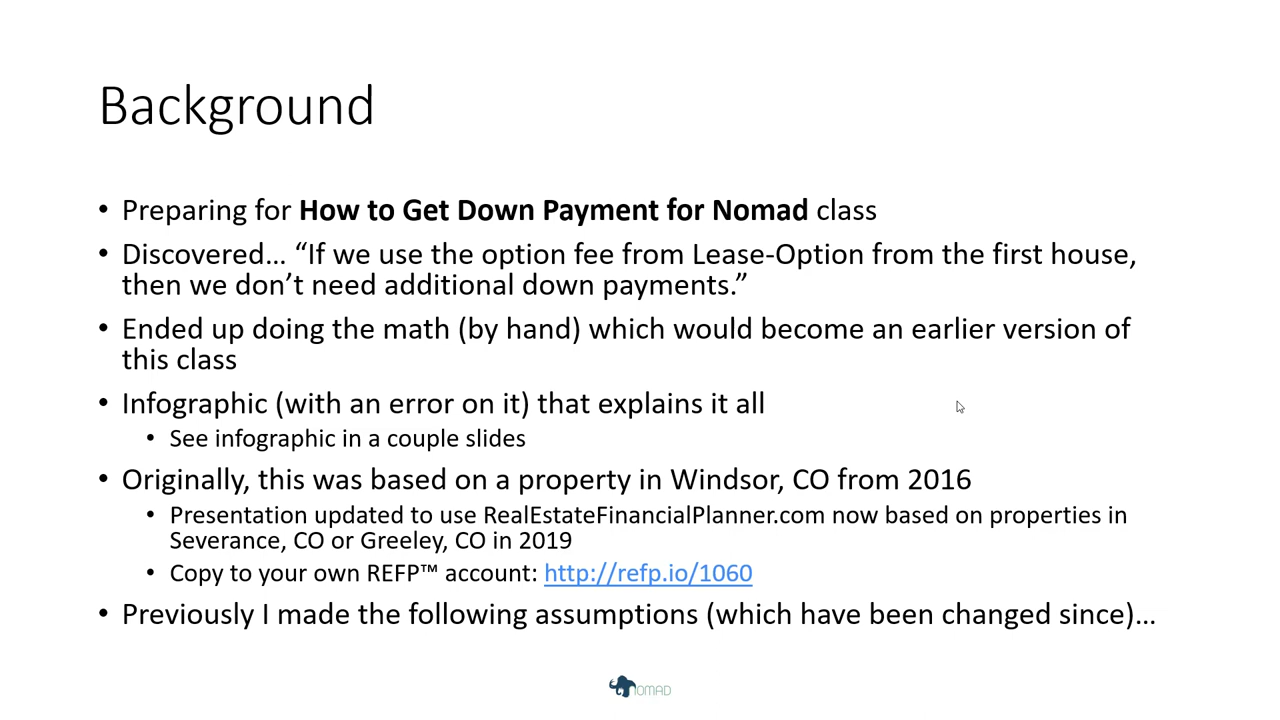 Background
• Preparing for How to Get Down Payment for Nomad class
• Discovered... “If we use the option fee from Lease-Option from the first house,
then we don’t need additional down payments.”
• Ended up doing the math (by hand) which would become an earlier version of
this class
• Infographic (with an error on it) that explains it all
• See infographic in a couple slides
• Originally, this was based on a property in Windsor, CO from 2016
• Presentation updated to use RealEstateFinancialPlanner.com now based on properties in
Severance, CO or Greeley, CO in 2019
• Copy to your own REFP™ account: http://refp.io/1060
• Previously I made the following assumptions (which have been changed since)...
NOMAD